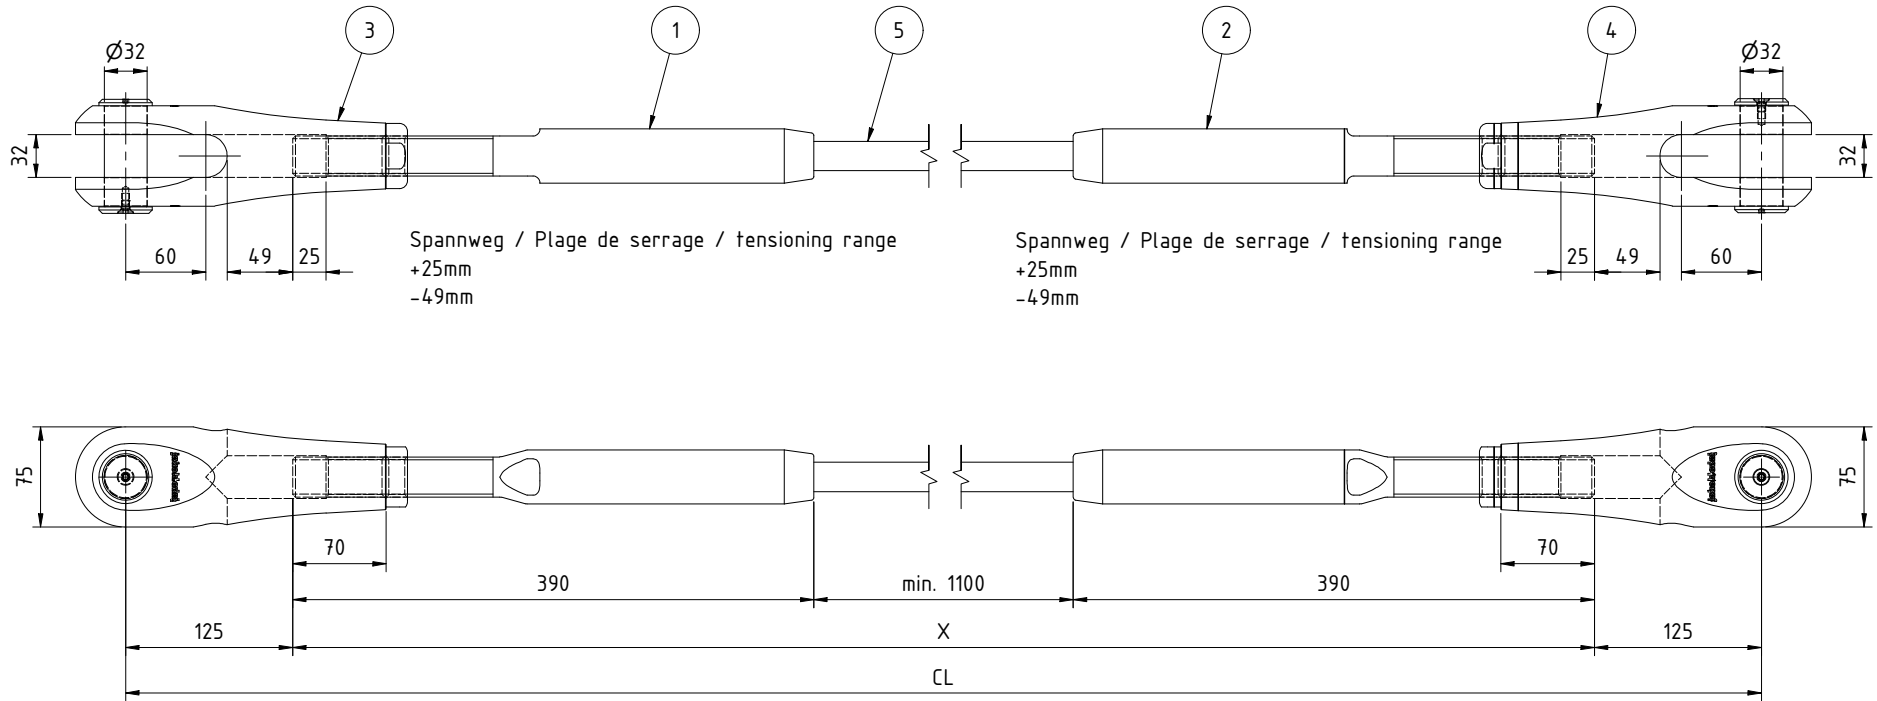 3
1
5
2
4
Ø32
Ø32
32
32
60
49
25
25
49
60
Spannweg / Plage de serrage / tensioning range
+25mm
-49mm
Spannweg / Plage de serrage / tensioning range
+25mm
-49mm
75
75
70
70
390
min. 1100
390
125
X
125
CL